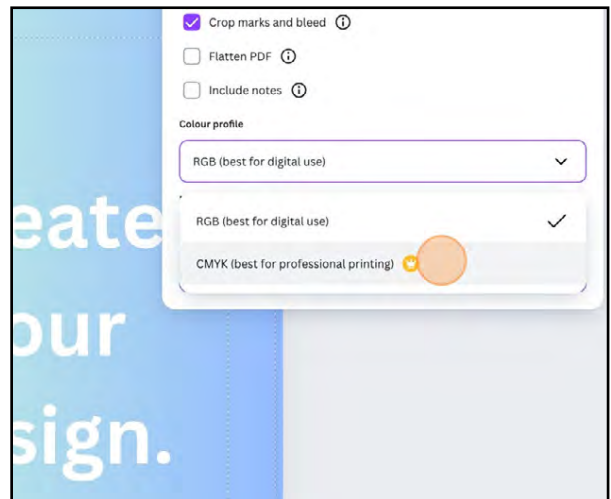 Crop marks and bleed
Flatten PDF
Include notes
Colour profile
RGB (best for digital use)
RGB (best for digital use)
CMYK (best for professional printing)
eate
our
sign.